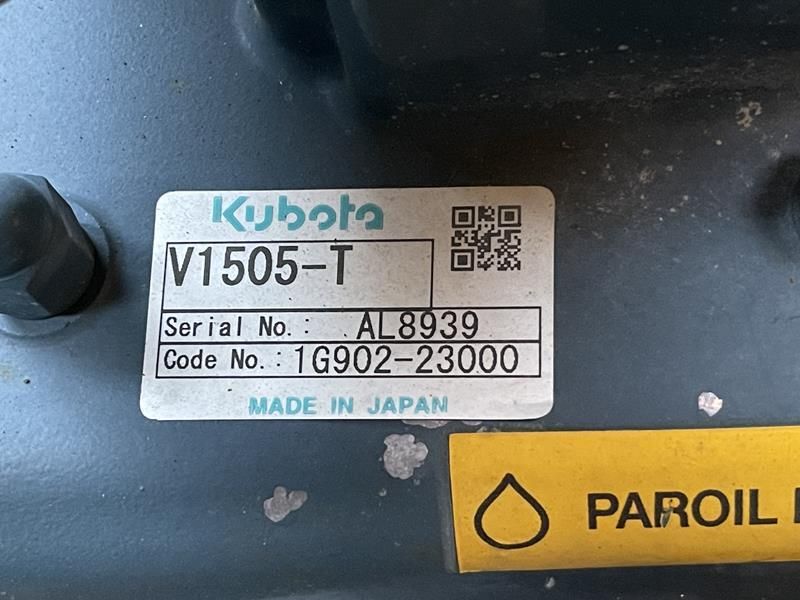 Kubota
V1505-T
Serial No.: AL8939
Code No.: 1G902-23000
MADE IN JAPAN
PAROIL